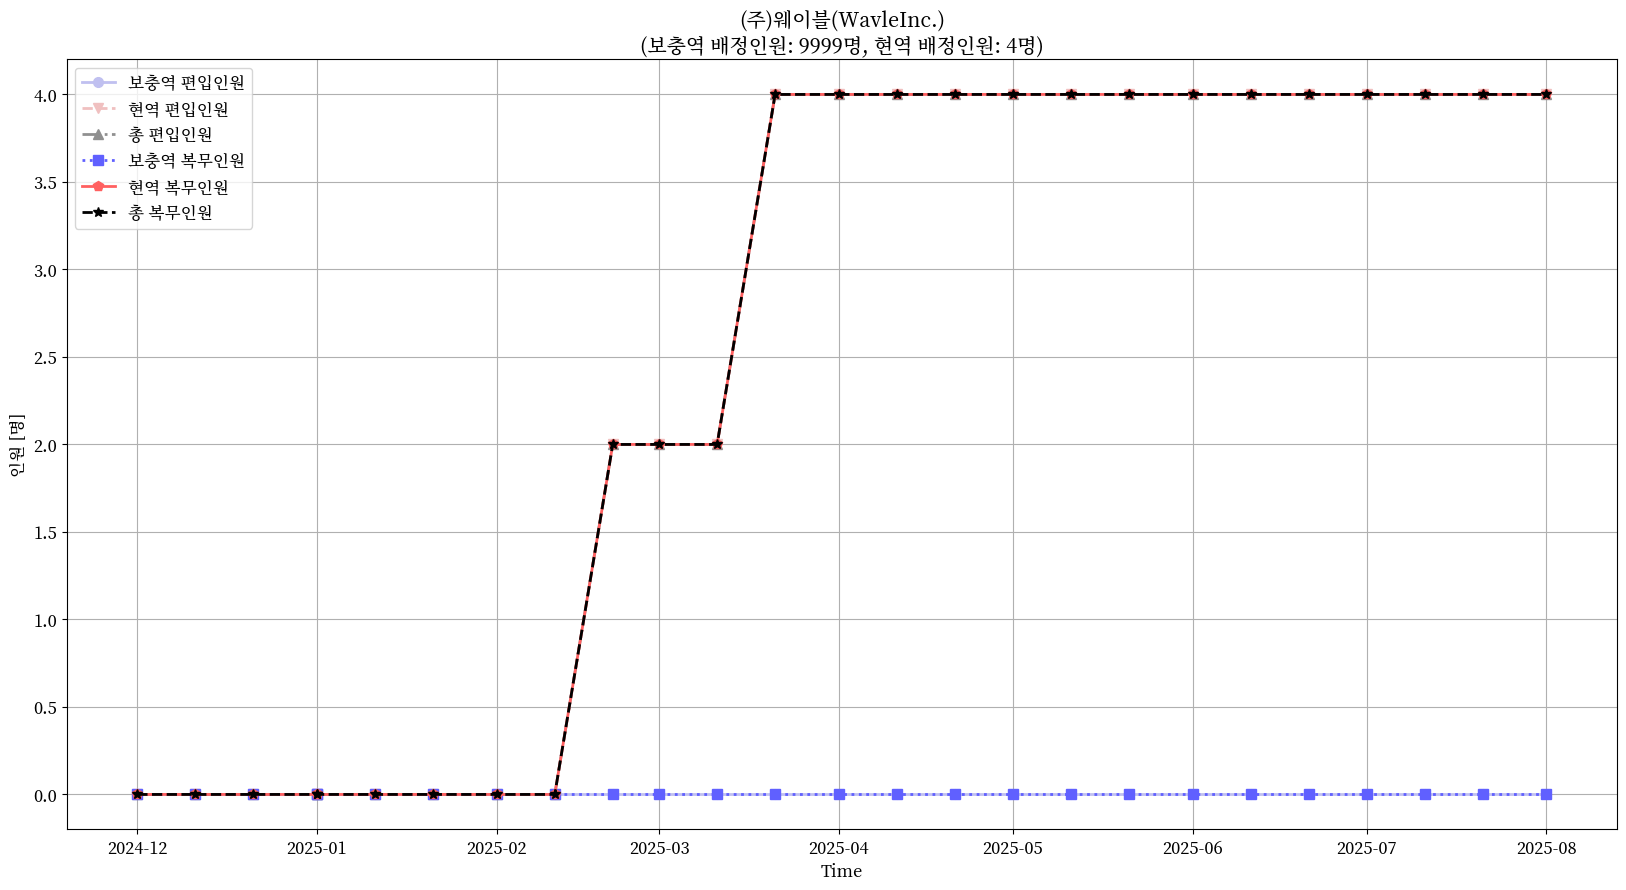 (주)웨이블(WavleInc.)
(보충역 배정인원: 9999명, 현역 배정인원: 4명)
보충역 편입인원
현역 편입인원
총 편입인원
보충역 복무인원
현역 복무인원
총 복무인원
4.0
3.5
3.0
2.5
2.0
1.5
1.0
0.5
0.0
인원 [명]
2024-12 2025-01 2025-02 2025-03 2025-04 2025-05 2025-06 2025-07 2025-08
Time